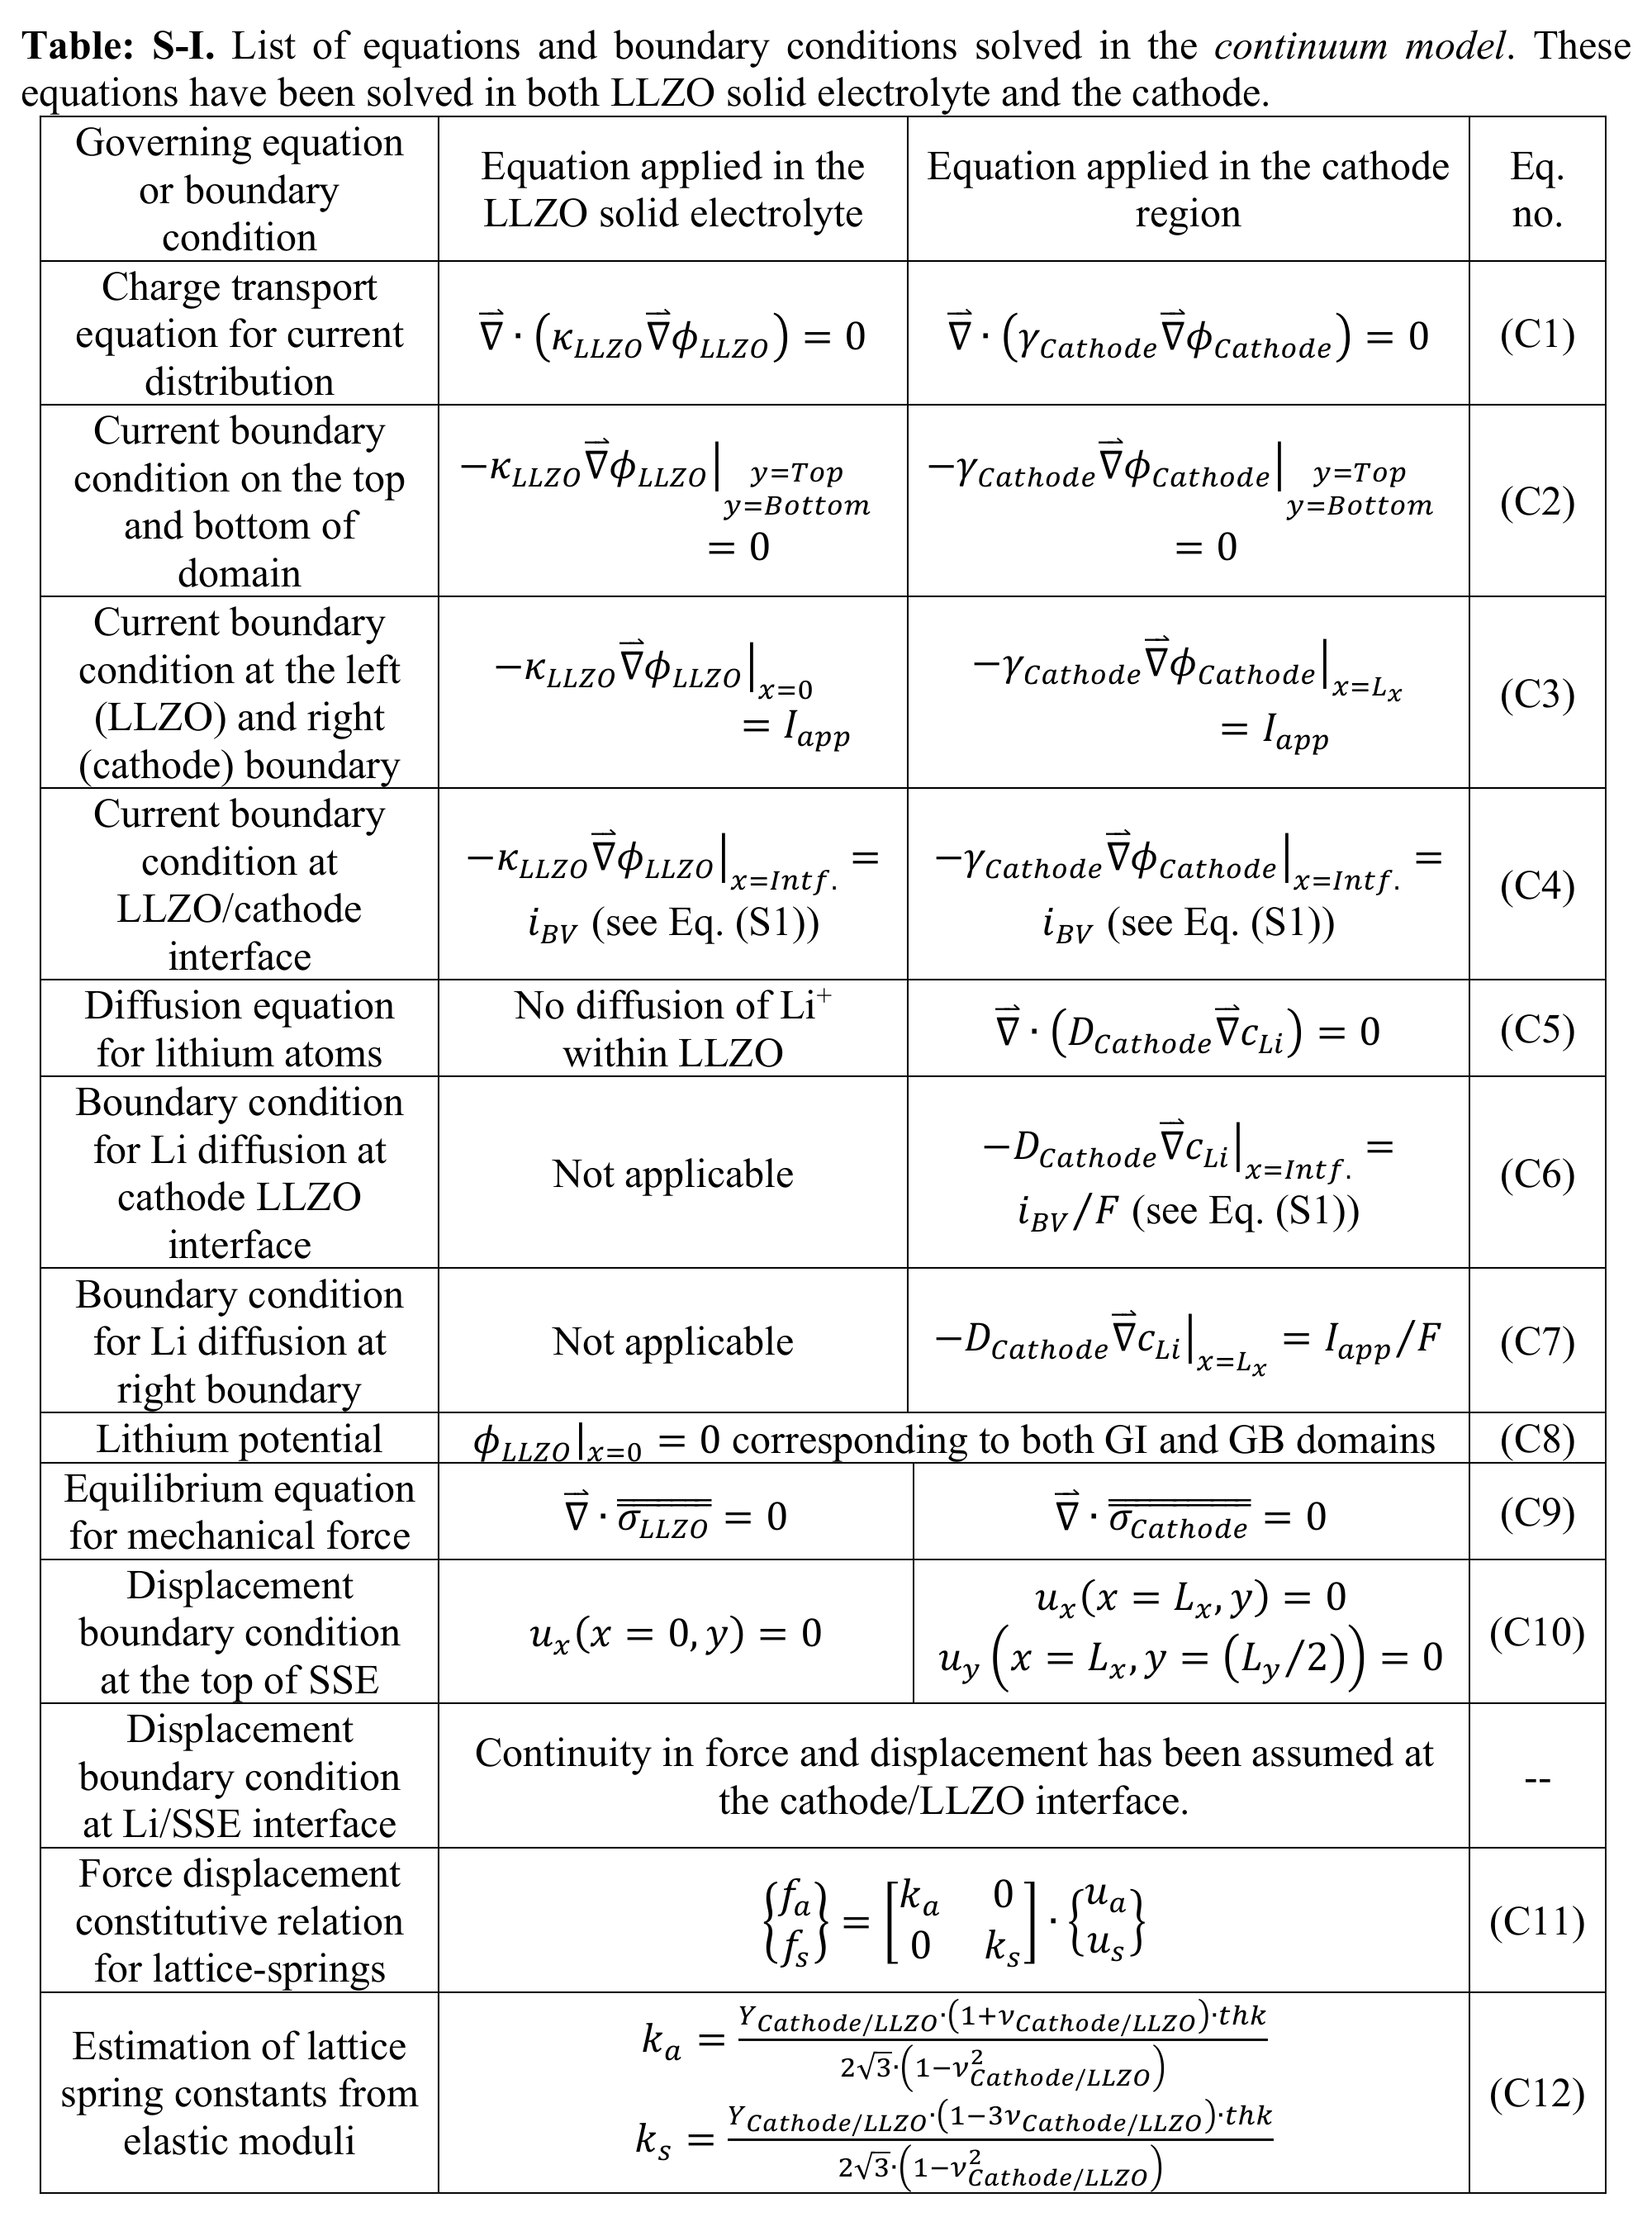 Table: S-I. List of equations and boundary conditions solved in the continuum model. These
equations have been solved in both LLZO solid electrolyte and the cathode.
Governing equation
or boundary
condition
Equation applied in the
LLZO solid electrolyte
Equation applied in the cathode
region
Eq.
no.
Charge transport
equation for current
distribution
∇⃗ · (κ_LLZO ∇⃗ϕ_LLZO) = 0
∇⃗ · (γ_Cathode ∇⃗ϕ_Cathode) = 0
(C1)
Current boundary
condition on the top
and bottom of
domain
−κ_LLZO ∇⃗ϕ_LLZO| y=Top
y=Bottom
= 0
−γ_Cathode ∇⃗ϕ_Cathode| y=Top
y=Bottom
= 0
(C2)
Current boundary
condition at the left
(LLZO) and right
(cathode) boundary
−κ_LLZO ∇⃗ϕ_LLZO|x=0
= I_app
−γ_Cathode ∇⃗ϕ_Cathode|x=L_x
= I_app
(C3)
Current boundary
condition at
LLZO/cathode
interface
−κ_LLZO ∇⃗ϕ_LLZO|x=Intf. =
i_BV (see Eq. (S1))
−γ_Cathode ∇⃗ϕ_Cathode|x=Intf. =
i_BV (see Eq. (S1))
(C4)
Diffusion equation
for lithium atoms
No diffusion of Li⁺
within LLZO
∇⃗ · (D_Cathode ∇⃗c_Li) = 0
(C5)
Boundary condition
for Li diffusion at
cathode LLZO
interface
Not applicable
−D_Cathode ∇⃗c_Li|x=Intf. =
i_BV/F (see Eq. (S1))
(C6)
Boundary condition
for Li diffusion at
right boundary
Not applicable
−D_Cathode ∇⃗c_Li|x=L_x = I_app/F
(C7)
Lithium potential
ϕ_LLZO|x=0 = 0 corresponding to both GI and GB domains
(C8)
Equilibrium equation
for mechanical force
∇⃗ · σ̿_LLZO = 0
∇⃗ · σ̿_Cathode = 0
(C9)
Displacement
boundary condition
at the top of SSE
u_x(x = 0, y) = 0
u_x(x = L_x, y) = 0
u_y (x = L_x, y = (L_y/2)) = 0
(C10)
Displacement
boundary condition
at Li/SSE interface
Continuity in force and displacement has been assumed at
the cathode/LLZO interface.
--
Force displacement
constitutive relation
for lattice-springs
{f_a f_s} = [k_a 0 0 k_s] · {u_a u_s}
(C11)
Estimation of lattice
spring constants from
elastic moduli
k_a = Y_Cathode/LLZO·(1+ν_Cathode/LLZO)·thk / 2√3·(1−ν²_Cathode/LLZO)
k_s = Y_Cathode/LLZO·(1−3ν_Cathode/LLZO)·thk / 2√3·(1−ν²_Cathode/LLZO)
(C12)